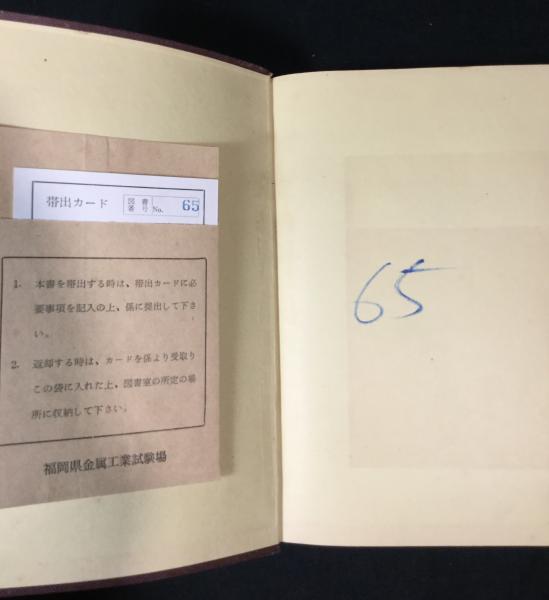 帯出カード 図書番号 No. 65
1. 本書を帯出する時は、帯出カードに必
要事項を記入の上、係に提出して下さ
い。
2. 返却する時は、カードを係より受取り
この袋に入れた上、図書室の所定の場
所に収納して下さい。
福岡県金属工業試験場
65